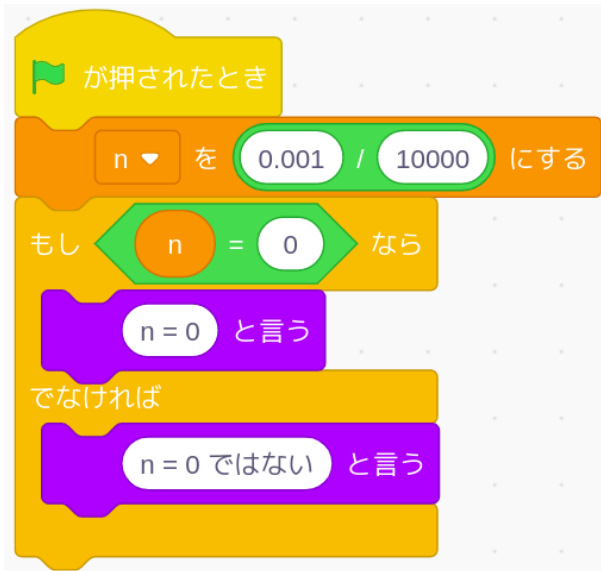 が押されたとき
n を 0.001 / 10000 にする
もし n = 0 なら
n = 0 と言う
でなければ
n = 0 ではない と言う